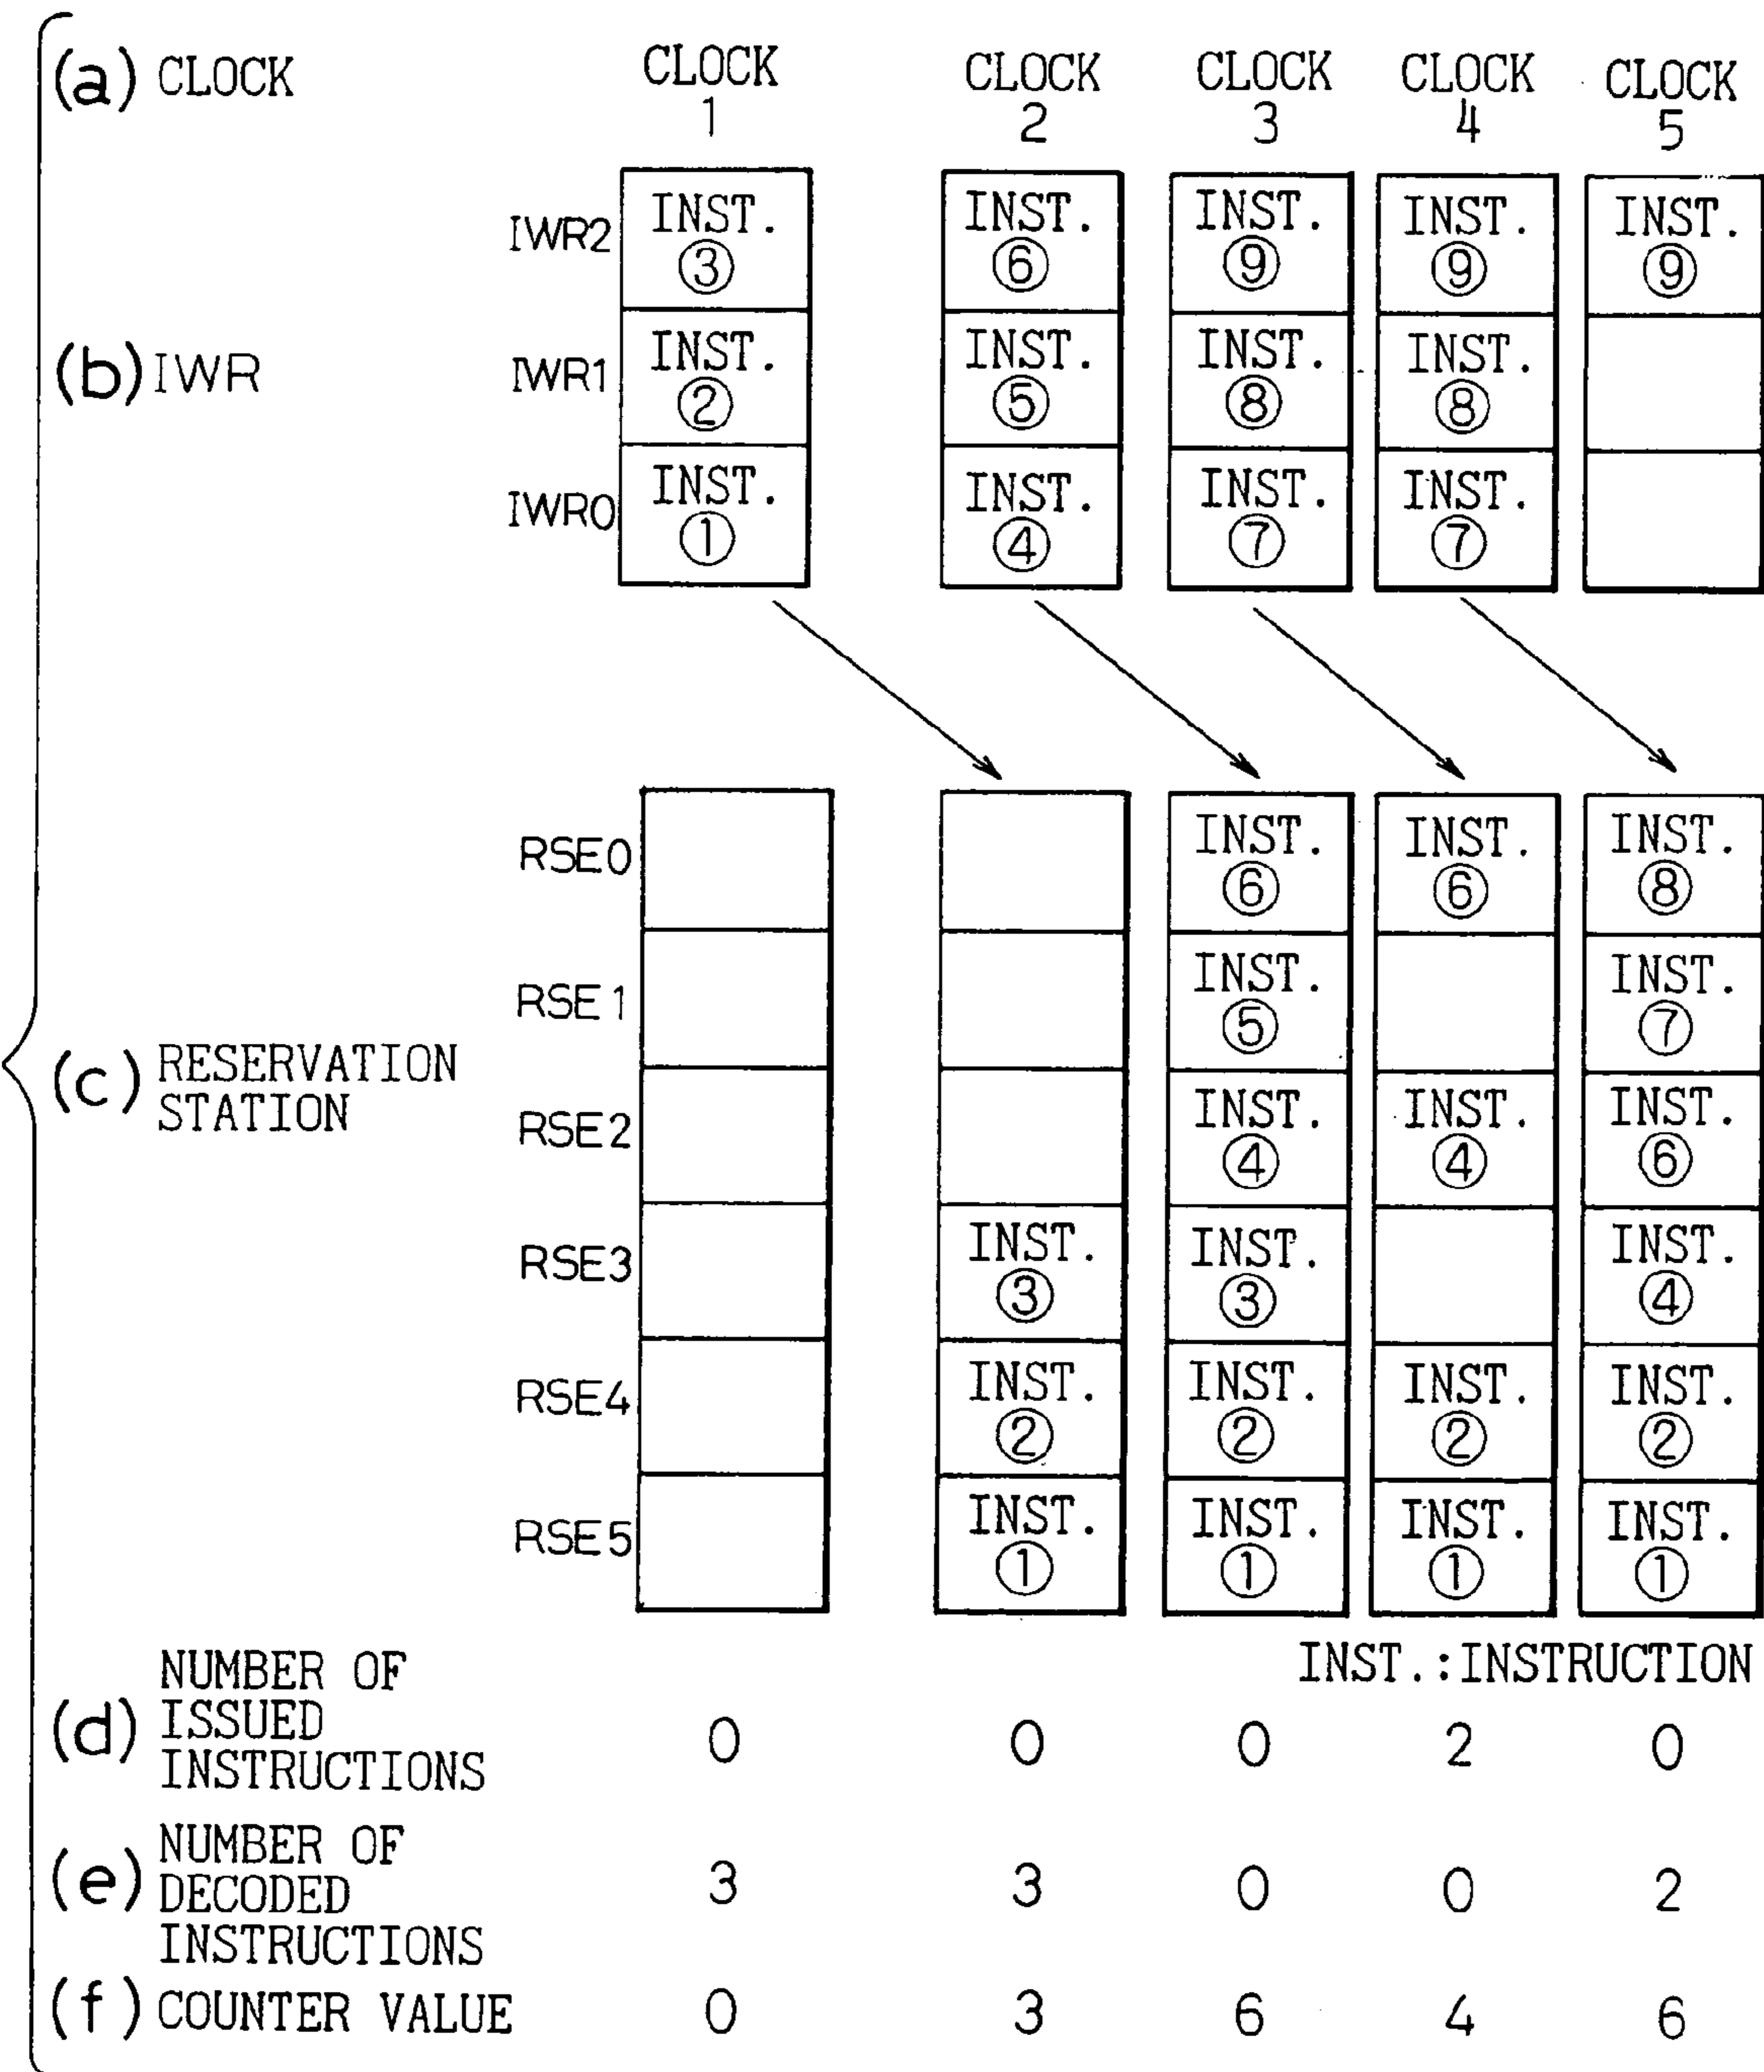 (a) CLOCK CLOCK 1 CLOCK 2 CLOCK 3 CLOCK 4 CLOCK 5
(b) IWR
IWR2 INST. ③ INST. ⑥ INST. ⑨ INST. ⑨ INST. ⑨
IWR1 INST. ② INST. ⑤ INST. ⑧ INST. ⑧
IWR0 INST. ① INST. ④ INST. ⑦ INST. ⑦
(c) RESERVATION STATION
RSE0 INST. ⑥ INST. ⑥ INST. ⑧
RSE1 INST. ⑤ INST. ⑦
RSE2 INST. ④ INST. ④ INST. ⑥
RSE3 INST. ③ INST. ③ INST. ④
RSE4 INST. ② INST. ② INST. ② INST. ②
RSE5 INST. ① INST. ① INST. ① INST. ①
INST.:INSTRUCTION
(d) NUMBER OF ISSUED INSTRUCTIONS 0 0 0 2 0
(e) NUMBER OF DECODED INSTRUCTIONS 3 3 0 0 2
(f) COUNTER VALUE 0 3 6 4 6